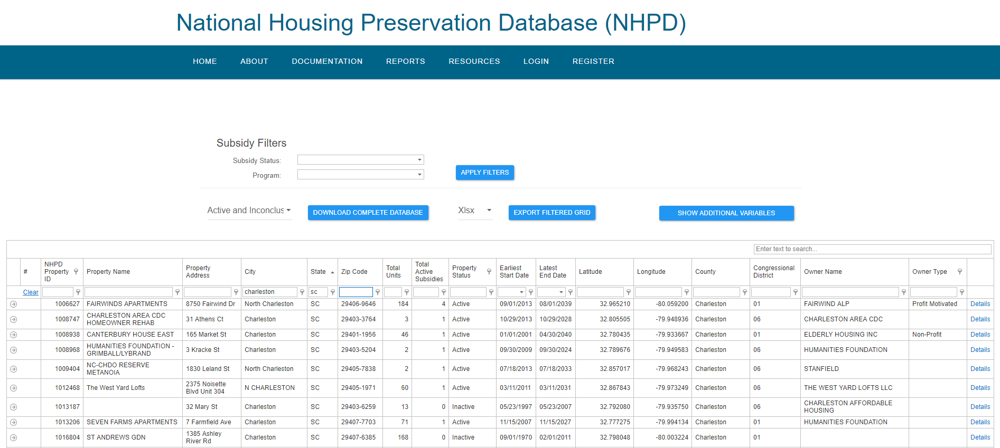 National Housing Preservation Database (NHPD)
HOME ABOUT DOCUMENTATION REPORTS RESOURCES LOGIN REGISTER
Subsidy Filters
Subsidy Status:
Program:
APPLY FILTERS
Active and Inconclus DOWNLOAD COMPLETE DATABASE Xlsx EXPORT FILTERED GRID SHOW ADDITIONAL VARIABLES
Enter text to search...
# NHPD Property ID Property Name Property Address City State Zip Code Total Units Total Active Subsidies Property Status Earliest Start Date Latest End Date Latitude Longitude County Congressional District Owner Name Owner Type
Clear charleston sc
1006627 FAIRWINDS APARTMENTS 8750 Fairwind Dr North Charleston SC 29406-9646 184 4 Active 09/01/2013 08/01/2039 32.965210 -80.059200 Charleston 01 FAIRWIND ALP Profit Motivated Details
1008747 CHARLESTON AREA CDC HOMEOWNER REHAB 31 Athens Ct Charleston SC 29403-3764 3 1 Active 10/29/2013 10/29/2028 32.805505 -79.948936 Charleston 06 CHARLESTON AREA CDC Details
1008938 CANTERBURY HOUSE EAST 165 Market St Charleston SC 29401-1956 46 1 Active 01/01/2001 04/30/2040 32.780435 -79.933667 Charleston 01 ELDERLY HOUSING INC Non-Profit Details
1008968 HUMANITIES FOUNDATION - GRIMBALL/LYBRAND 3 Kracke St Charleston SC 29403-5204 2 1 Active 09/30/2009 09/30/2024 32.789676 -79.949583 Charleston 06 HUMANITIES FOUNDATION Details
1009404 NC-CHDO RESERVE METANOIA 1830 Leland St North Charleston SC 29405-7838 2 1 Active 07/18/2013 07/18/2033 32.857017 -79.968243 Charleston 06 STANFIELD Details
1012468 The West Yard Lofts 2375 Noisette Blvd Unit 304 N CHARLESTON SC 29405-1971 60 1 Active 03/11/2011 03/11/2031 32.867843 -79.973249 Charleston 06 THE WEST YARD LOFTS LLC Details
1013187 32 Mary St Charleston SC 29403-6259 13 0 Inactive 05/23/1997 05/23/2007 32.792080 -79.935750 Charleston 06 CHARLESTON AFFORDABLE HOUSING Details
1013206 SEVEN FARMS APARTMENTS 7 Farmfield Ave Charleston SC 29407-7703 71 1 Active 11/15/2007 11/15/2027 32.777275 -79.994134 Charleston 01 HUMANITIES FOUNDATION Details
1016804 ST ANDREWS GDN 1385 Ashley River Rd Charleston SC 29407-6385 168 0 Inactive 09/01/1970 02/01/2011 32.798048 -80.003224 Charleston 01 Details